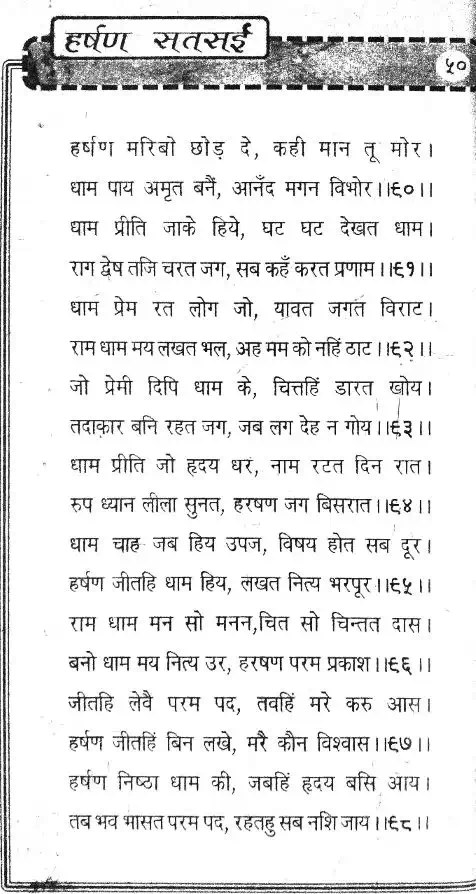 हर्षण सतसई
५०
हर्षण मरिबो छोड़ दे, कही मान तू मोर।
धाम पाय अमृत बनैं, आनँद मगन विभोर।।६०।।
धाम प्रीति जाके हिये, घट घट देखत धाम।
राग द्वेष तजि चरत जग, सब कहँ करत प्रणाम।।६१।।
धाम प्रेम रत लोग जो, यावत जगत विराट।
राम धाम मय लखत भल, अह मम को नहिं ठाट।।६२।।
जो प्रेमी दिपि धाम के, चित्तहिं डारत खोय।
तदाकार बनि रहत जग, जब लग देह न गोय।।६३।।
धाम प्रीति जो हृदय धर, नाम रटत दिन रात।
रुप ध्यान लीला सुनत, हरषण जग बिसरात।।६४।।
धाम चाह जब हिय उपज, विषय होत सब दूर।
हर्षण जीतहि धाम हिय, लखत नित्य भरपूर।।६५।।
राम धाम मन सो मनन,चित सो चिन्तत दास।
बनो धाम मय नित्य उर, हरषण परम प्रकाश।।६६।।
जीतहि लेवै परम पद, तवहिं मरे करु आस।
हर्षण जीतहिं बिन लखे, मरै कौन विश्वास।।६७।।
हर्षण निष्ठा धाम की, जबहिं हृदय बसि आय।
तब भव भासत परम पद, रहतहु सब नशि जाय।।६८।।